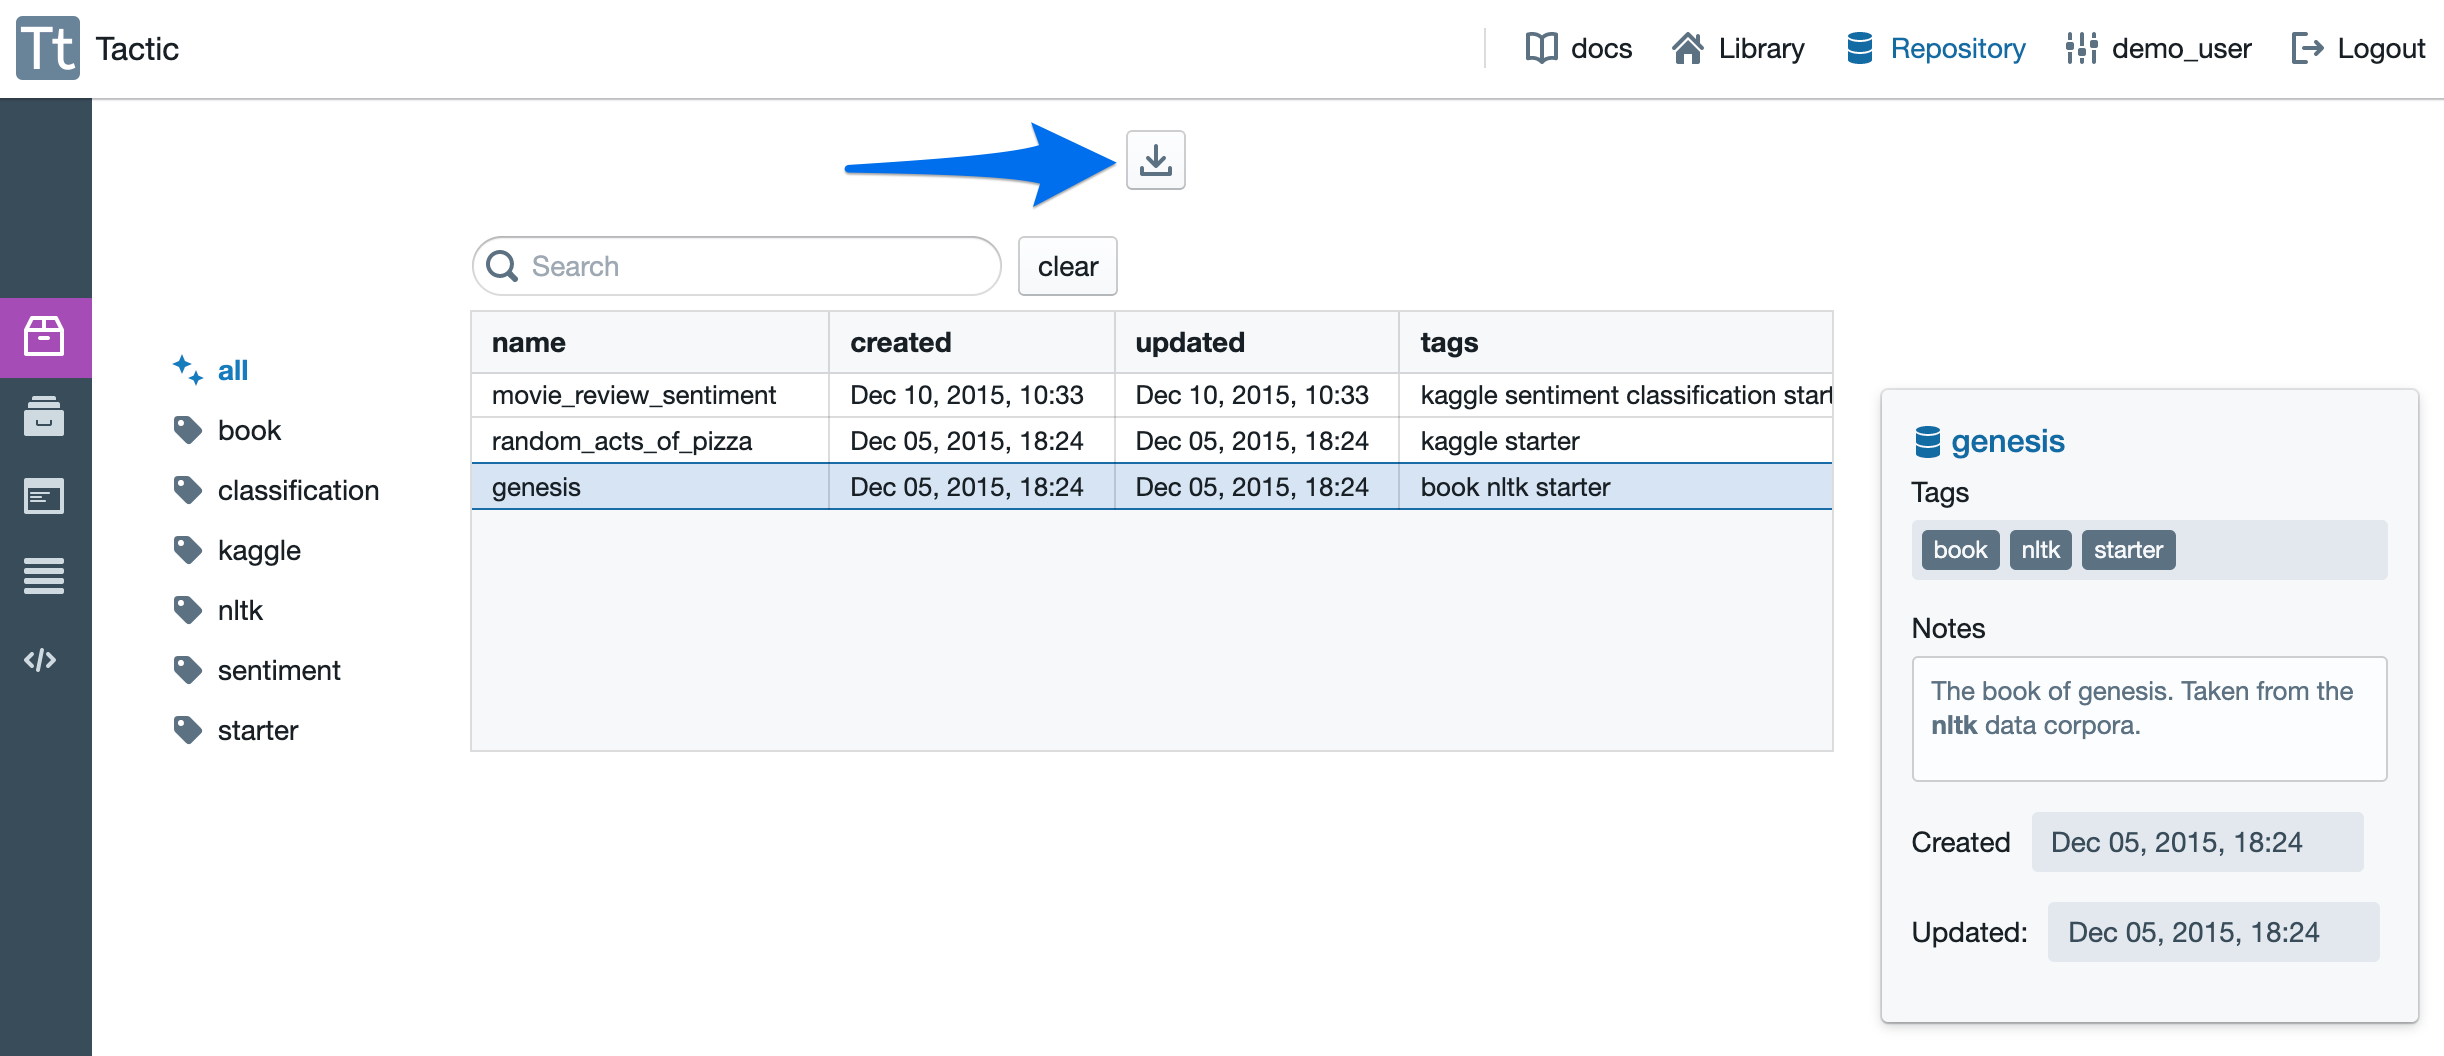 Tt Tactic docs Library Repository demo_user Logout
Search clear
name created updated tags
movie_review_sentiment Dec 10, 2015, 10:33 Dec 10, 2015, 10:33 kaggle sentiment classification start
random_acts_of_pizza Dec 05, 2015, 18:24 Dec 05, 2015, 18:24 kaggle starter
genesis Dec 05, 2015, 18:24 Dec 05, 2015, 18:24 book nltk starter
all
book
classification
kaggle
nltk
sentiment
starter
genesis
Tags
book nltk starter
Notes
The book of genesis. Taken from the
nltk data corpora.
Created Dec 05, 2015, 18:24
Updated: Dec 05, 2015, 18:24